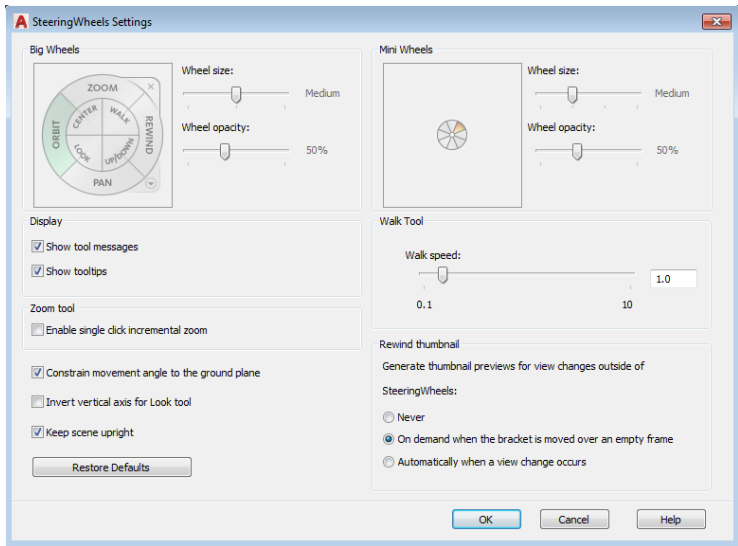 A SteeringWheels Settings
Big Wheels
ZOOM
CENTER
WALK
ORBIT
REWIND
LOOK
UP/DOWN
PAN
Wheel size:
Medium
Wheel opacity:
50%
Mini Wheels
Wheel size:
Medium
Wheel opacity:
50%
Display
Show tool messages
Show tooltips
Zoom tool
Enable single click incremental zoom
Constrain movement angle to the ground plane
Invert vertical axis for Look tool
Keep scene upright
Restore Defaults
Walk Tool
Walk speed:
1.0
0.1 10
Rewind thumbnail
Generate thumbnail previews for view changes outside of
SteeringWheels:
Never
On demand when the bracket is moved over an empty frame
Automatically when a view change occurs
OK Cancel Help